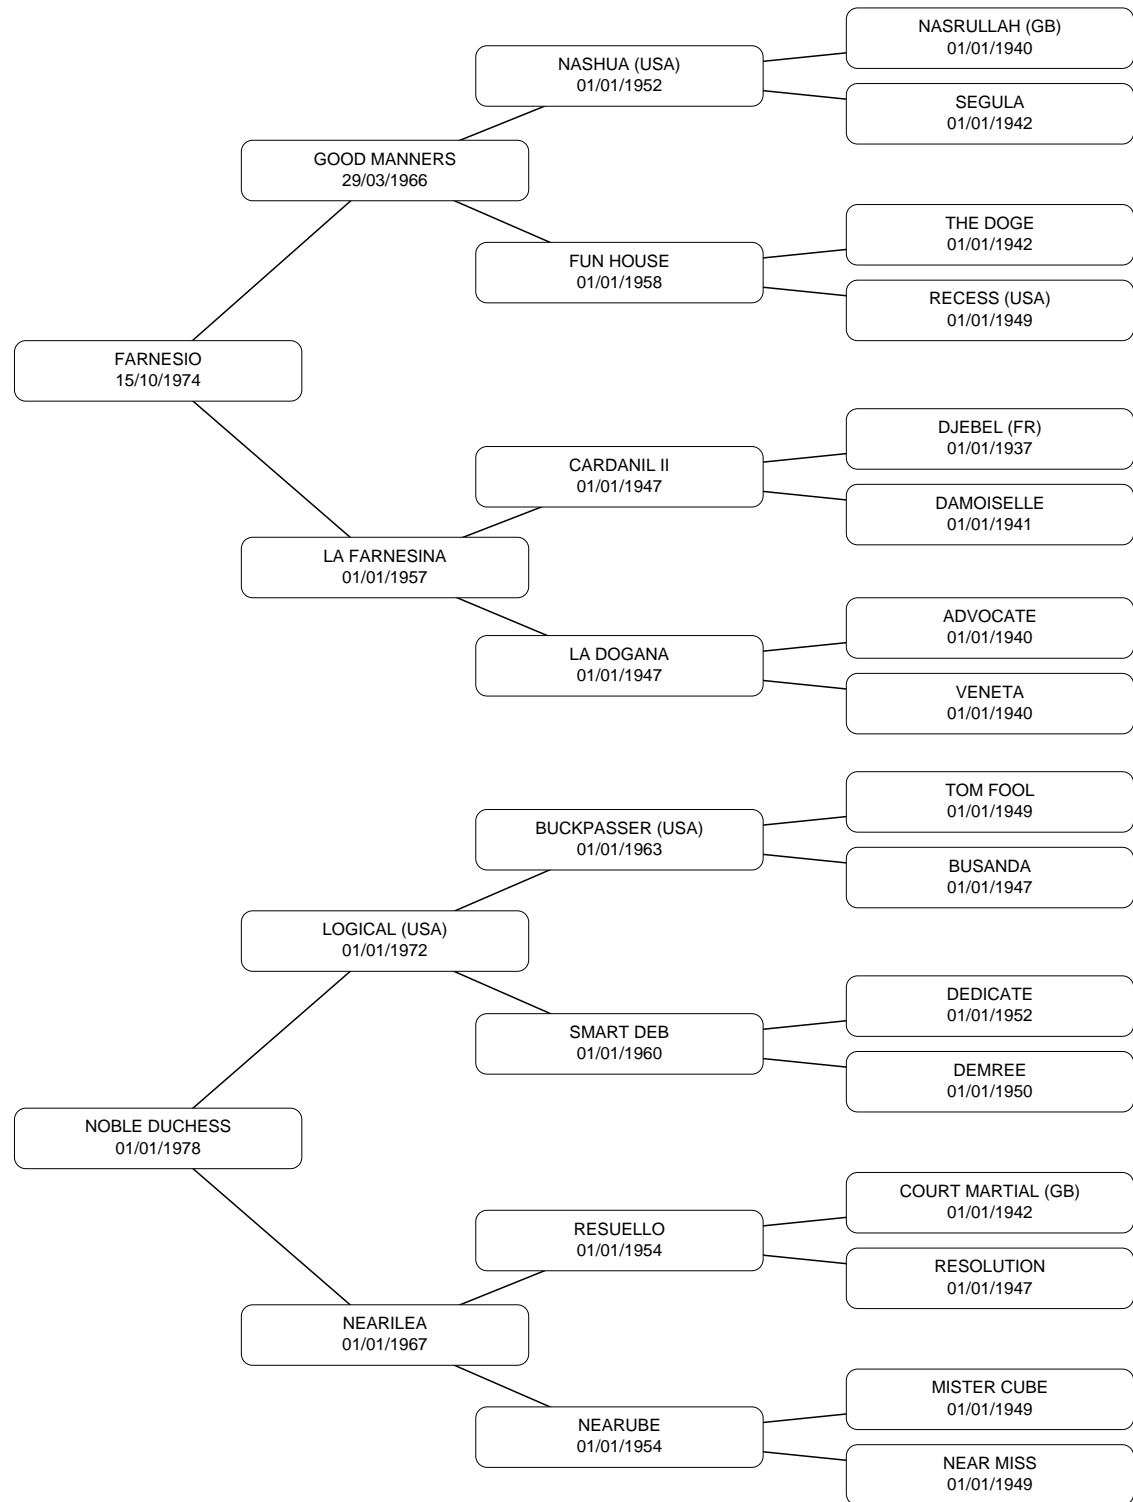 NASRULLAH (GB)
01/01/1940
NASHUA (USA)
01/01/1952
SEGULA
01/01/1942
GOOD MANNERS
29/03/1966
THE DOGE
01/01/1942
FUN HOUSE
01/01/1958
RECESS (USA)
01/01/1949
FARNESIO
15/10/1974
DJEBEL (FR)
01/01/1937
CARDANIL II
01/01/1947
DAMOISELLE
01/01/1941
LA FARNESINA
01/01/1957
ADVOCATE
01/01/1940
LA DOGANA
01/01/1947
VENETA
01/01/1940
TOM FOOL
01/01/1949
BUCKPASSER (USA)
01/01/1963
BUSANDA
01/01/1947
LOGICAL (USA)
01/01/1972
DEDICATE
01/01/1952
SMART DEB
01/01/1960
DEMREE
01/01/1950
NOBLE DUCHESS
01/01/1978
COURT MARTIAL (GB)
01/01/1942
RESUELLO
01/01/1954
RESOLUTION
01/01/1947
NEARILEA
01/01/1967
MISTER CUBE
01/01/1949
NEARUBE
01/01/1954
NEAR MISS
01/01/1949